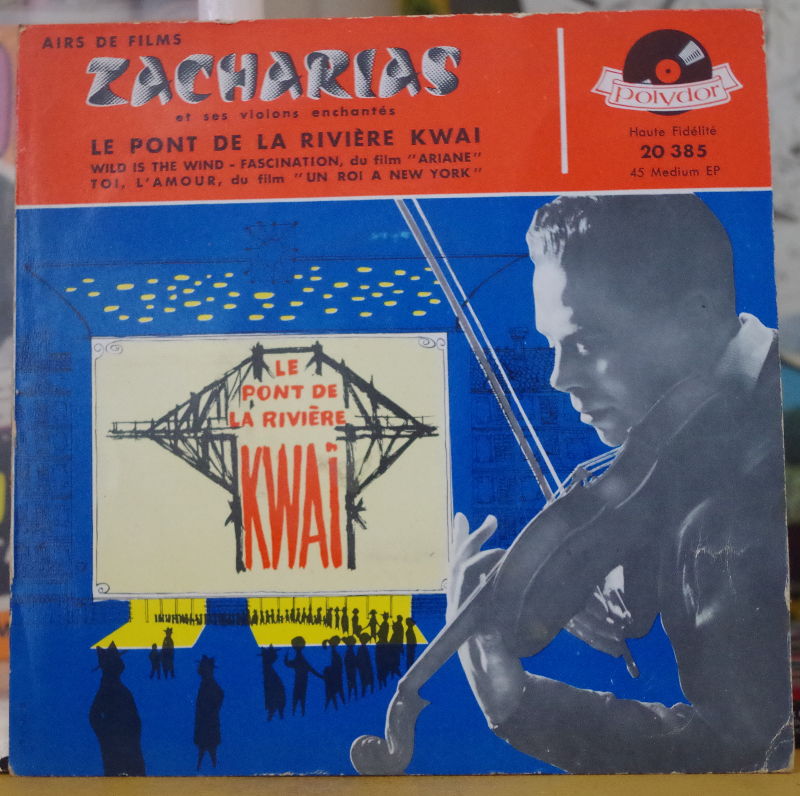 AIRS DE FILMS
ZACHARIAS
et ses violons enchantés
LE PONT DE LA RIVIÈRE KWAI
WILD IS THE WIND - FASCINATION, du film "ARIANE"
TOI, L'AMOUR, du film "UN ROI A NEW YORK"
Polydor
Haute Fidélité
20 385
45 Medium EP
LE
PONT DE
LA RIVIÈRE
KWAÏ